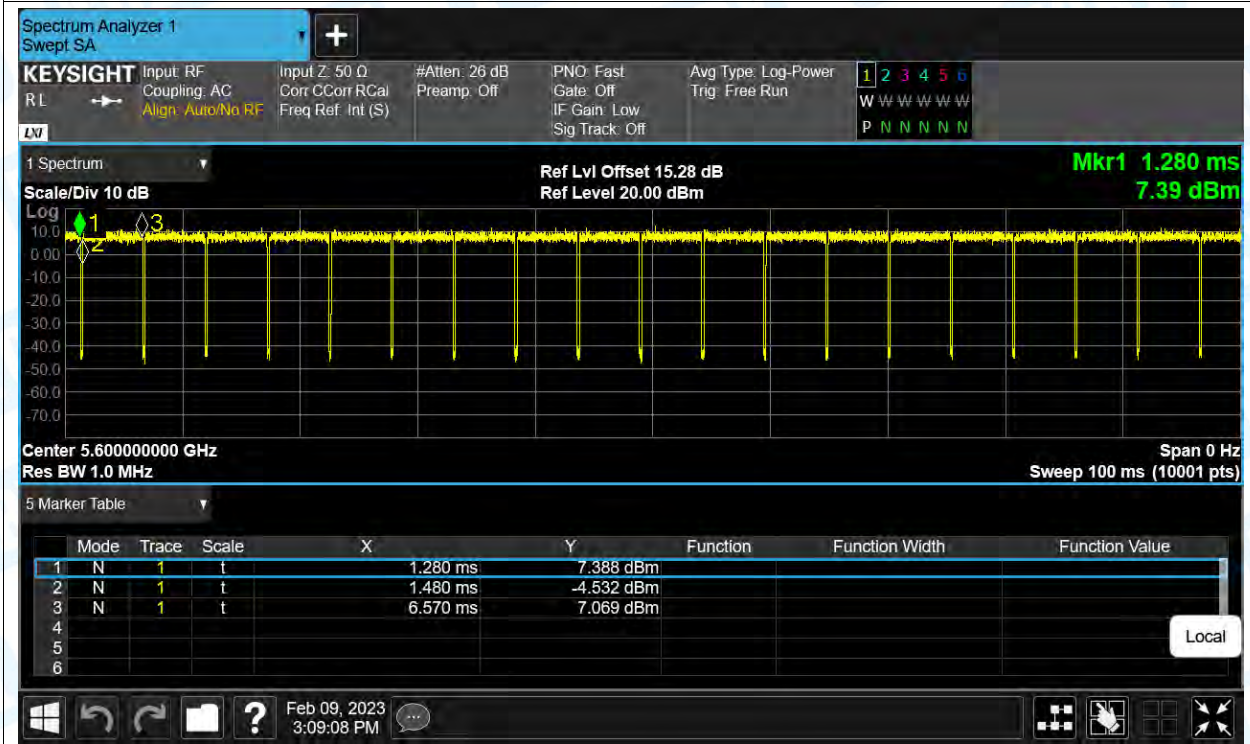 Spectrum Analyzer 1
Swept SA
KEYSIGHT
R L
LXI
Input: RF
Coupling: AC
Align: Auto/No RF
Input Z: 50 Ω
Corr CCorr RCal
Freq Ref: Int (S)
#Atten: 26 dB
Preamp: Off
PNO: Fast
Gate: Off
IF Gain: Low
Sig Track: Off
Avg Type: Log-Power
Trig: Free Run
1 2 3 4 5 6
W W W W W W
P N N N N N
1 Spectrum
Scale/Div 10 dB
Ref Lvl Offset 15.28 dB
Ref Level 20.00 dBm
Mkr1 1.280 ms
7.39 dBm
Log
1
3
2
10.0
0.00
-10.0
-20.0
-30.0
-40.0
-50.0
-60.0
-70.0
Center 5.600000000 GHz
Res BW 1.0 MHz
Span 0 Hz
Sweep 100 ms (10001 pts)
5 Marker Table
Mode Trace Scale X Y Function Function Width Function Value
1 N 1 t 1.280 ms 7.388 dBm
2 N 1 t 1.480 ms -4.532 dBm
3 N 1 t 6.570 ms 7.069 dBm
4
5
6
Local
?
Feb 09, 2023
3:09:08 PM